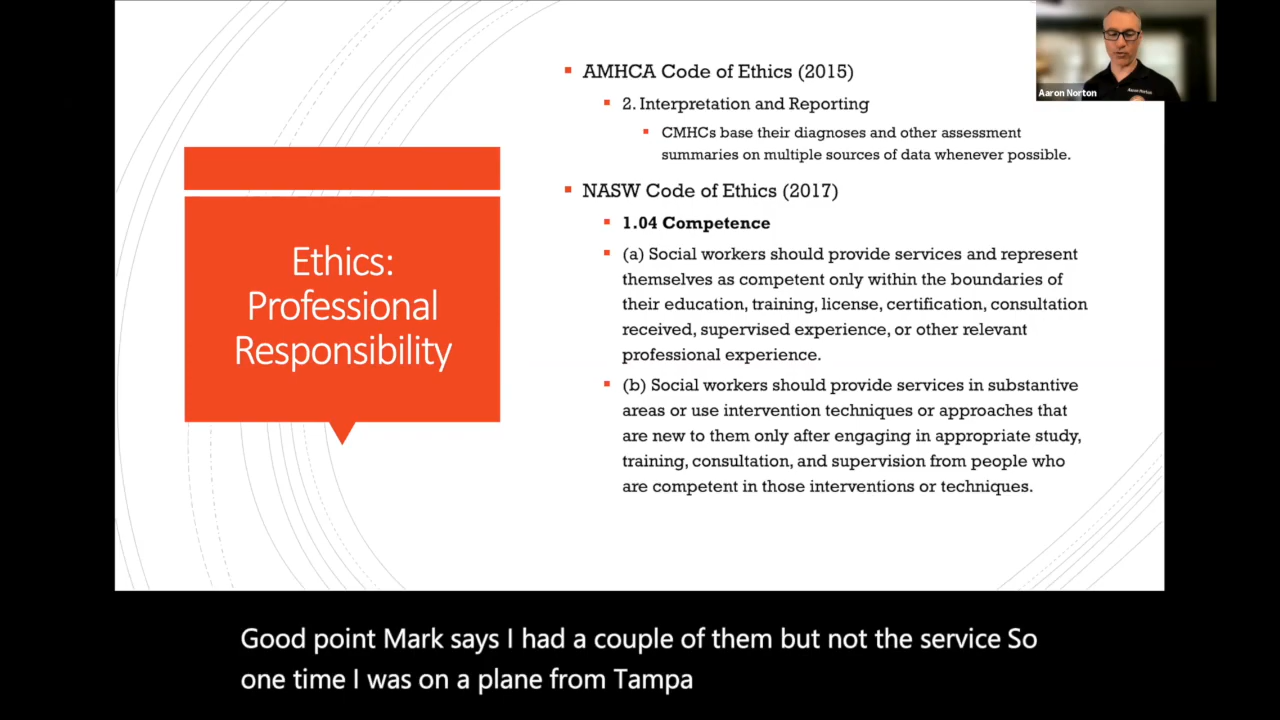 Ethics:
Professional
Responsibility
AMHCA Code of Ethics (2015)
2. Interpretation and Reporting
CMHCs base their diagnoses and other assessment
summaries on multiple sources of data whenever possible.
NASW Code of Ethics (2017)
1.04 Competence
(a) Social workers should provide services and represent
themselves as competent only within the boundaries of
their education, training, license, certification, consultation
received, supervised experience, or other relevant
professional experience.
(b) Social workers should provide services in substantive
areas or use intervention techniques or approaches that
are new to them only after engaging in appropriate study,
training, consultation, and supervision from people who
are competent in those interventions or techniques.
Aaron Norton
Aaron Norton
Good point Mark says I had a couple of them but not the service So
one time I was on a plane from Tampa